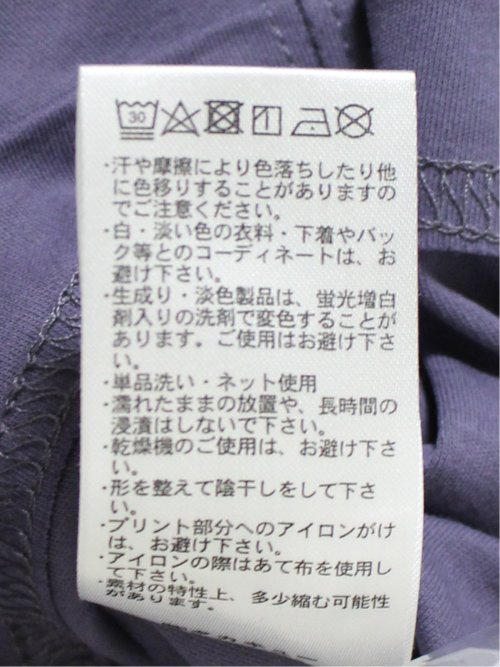 30
・汗や摩擦により色落ちしたり他
に色移りすることがありますの
でご注意ください。
・白・淡い色の衣料・下着やバッ
ク等とのコーディネートは、お
避け下さい。
・生成り・淡色製品は、蛍光増白
剤入りの洗剤で変色することが
あります。ご使用はお避け下さ
い。
・単品洗い・ネット使用
・濡れたままの放置や、長時間の
浸漬はしないで下さい。
・乾燥機のご使用は、お避け下さ
い。
・形を整えて陰干しをして下さ
い。
・プリント部分へのアイロンがけ
は、お避け下さい。
・アイロンの際はあて布を使用し
て下さい。
・素材の特性上、多少縮む可能性
があります。